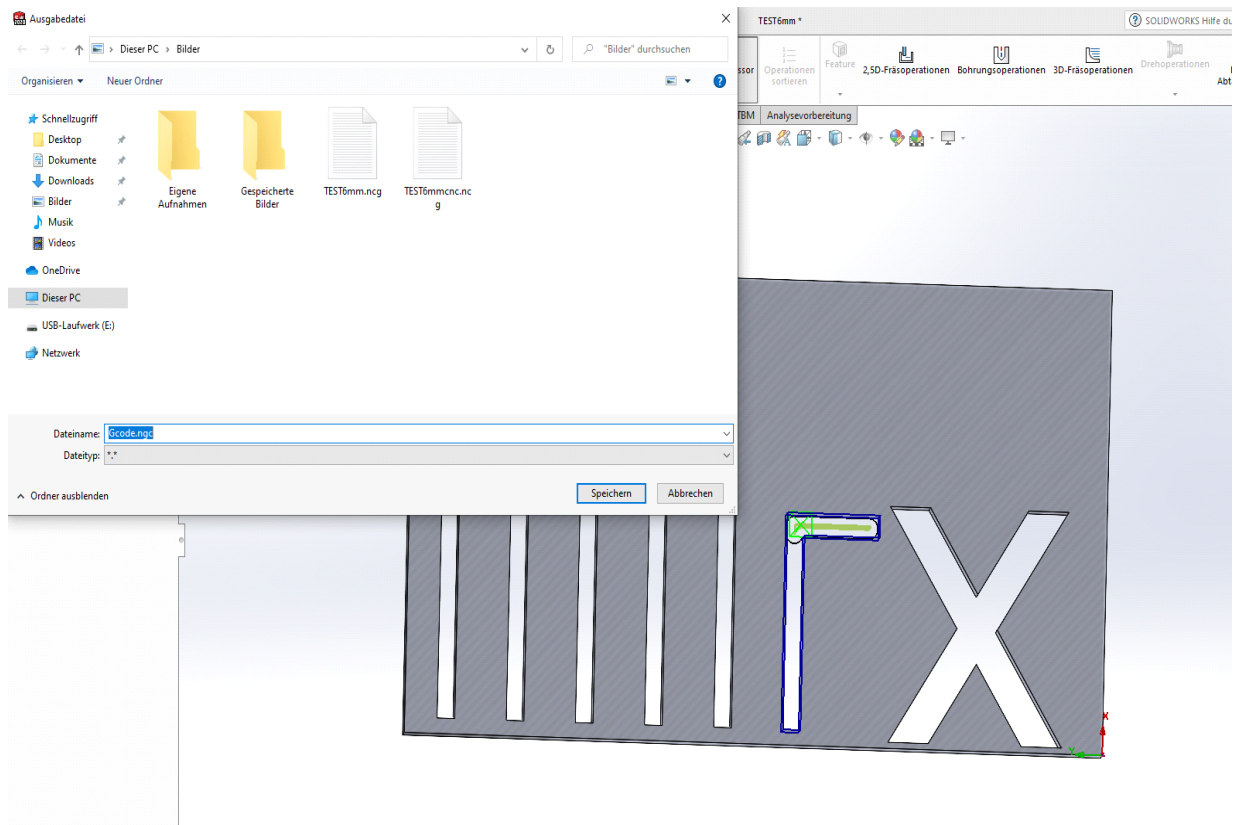 Ausgabedatei
TEST6mm *
SOLIDWORKS Hilfe du
Dieser PC > Bilder
"Bilder" durchsuchen
Organisieren
Neuer Ordner
ssor
Operationen
sortieren
Feature
2,5D-Fräsoperationen
Bohrungsoperationen
3D-Fräsoperationen
Drehoperationen
Abt
TBM
Analysevorbereitung
Schnellzugriff
Desktop
Dokumente
Downloads
Bilder
Musik
Videos
OneDrive
Dieser PC
USB-Laufwerk (E:)
Netzwerk
Eigene
Aufnahmen
Gespeicherte
Bilder
TEST6mm.ncg
TEST6mmcnc.nc
g
Dateiname:
Gcode.ngc
Dateityp:
*.*
Ordner ausblenden
Speichern
Abbrechen
X
Y